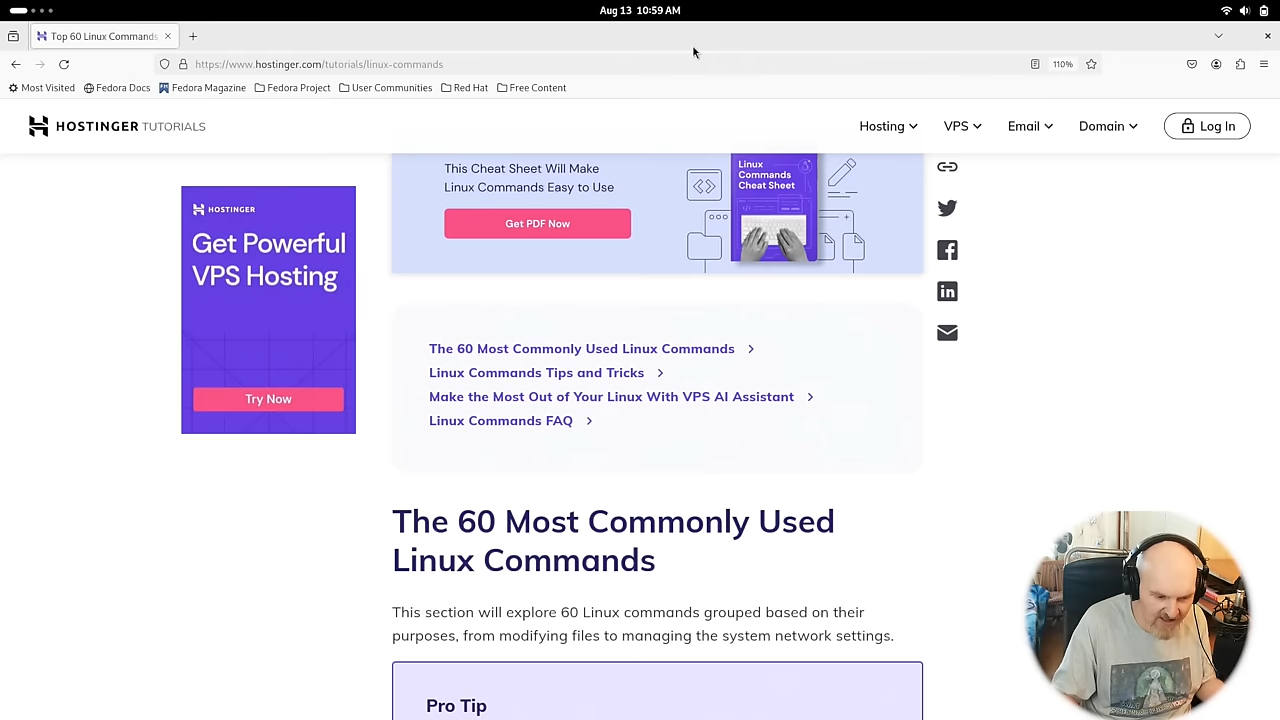 Aug 13 10:59 AM
Top 60 Linux Commands
https://www.hostinger.com/tutorials/linux-commands
110%
Most Visited Fedora Docs Fedora Magazine Fedora Project User Communities Red Hat Fun Content
HOSTINGER TUTORIALS
Hosting VPS Email Domain Log In
This Cheat Sheet Will Make
Linux Commands Easy to Use
Get PDF Now
Linux
Commands
Cheat Sheet
HOSTINGER
Get Powerful
VPS Hosting
Try Now
The 60 Most Commonly Used Linux Commands
Linux Commands Tips and Tricks
Make the Most Out of Your Linux With VPS AI Assistant
Linux Commands FAQ
The 60 Most Commonly Used
Linux Commands
This section will explore 60 Linux commands grouped based on their
purposes, from modifying files to managing the system network settings.
Pro Tip